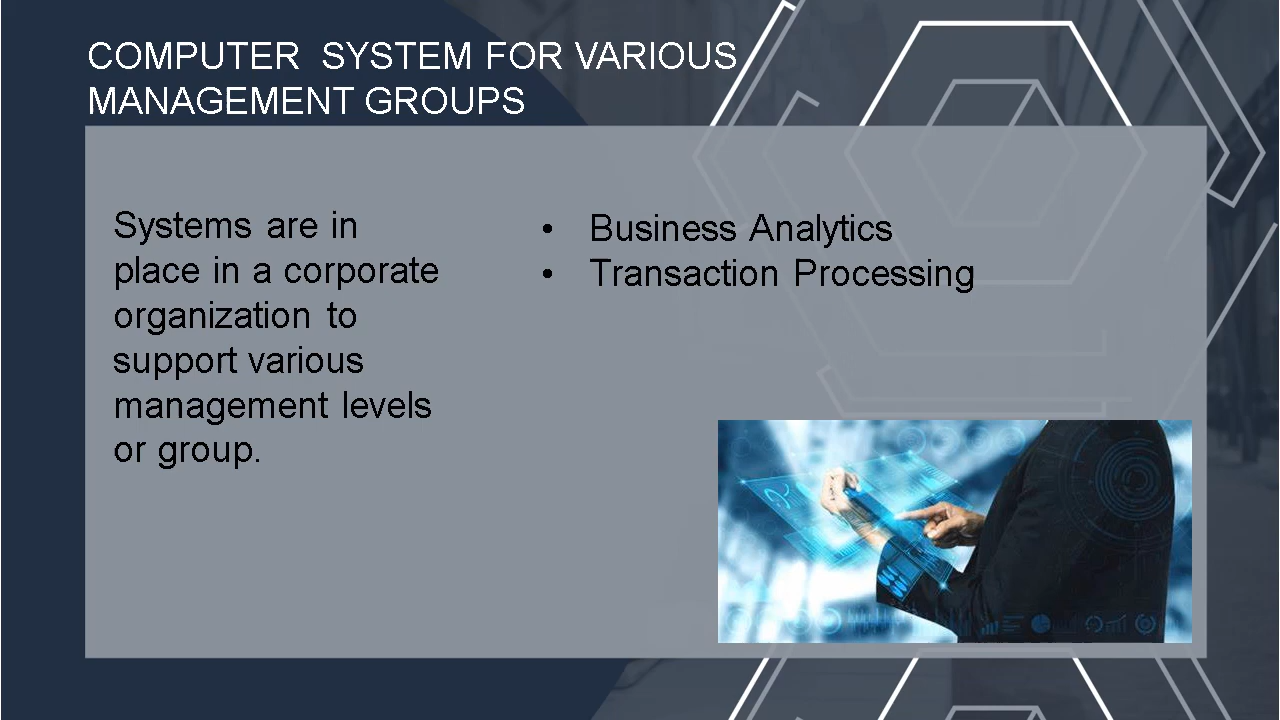 COMPUTER SYSTEM FOR VARIOUS
MANAGEMENT GROUPS
Systems are in
place in a corporate
organization to
support various
management levels
or group.
• Business Analytics
• Transaction Processing